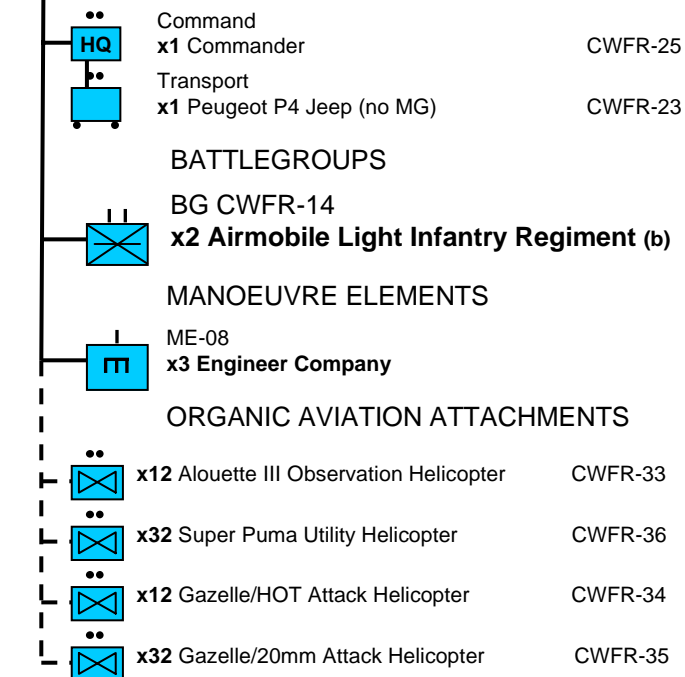 Command
HQ x1 Commander CWFR-25
Transport
x1 Peugeot P4 Jeep (no MG) CWFR-23
BATTLEGROUPS
BG CWFR-14
x2 Airmobile Light Infantry Regiment (b)
MANOEUVRE ELEMENTS
ME-08
x3 Engineer Company
ORGANIC AVIATION ATTACHMENTS
x12 Alouette III Observation Helicopter CWFR-33
x32 Super Puma Utility Helicopter CWFR-36
x12 Gazelle/HOT Attack Helicopter CWFR-34
x32 Gazelle/20mm Attack Helicopter CWFR-35